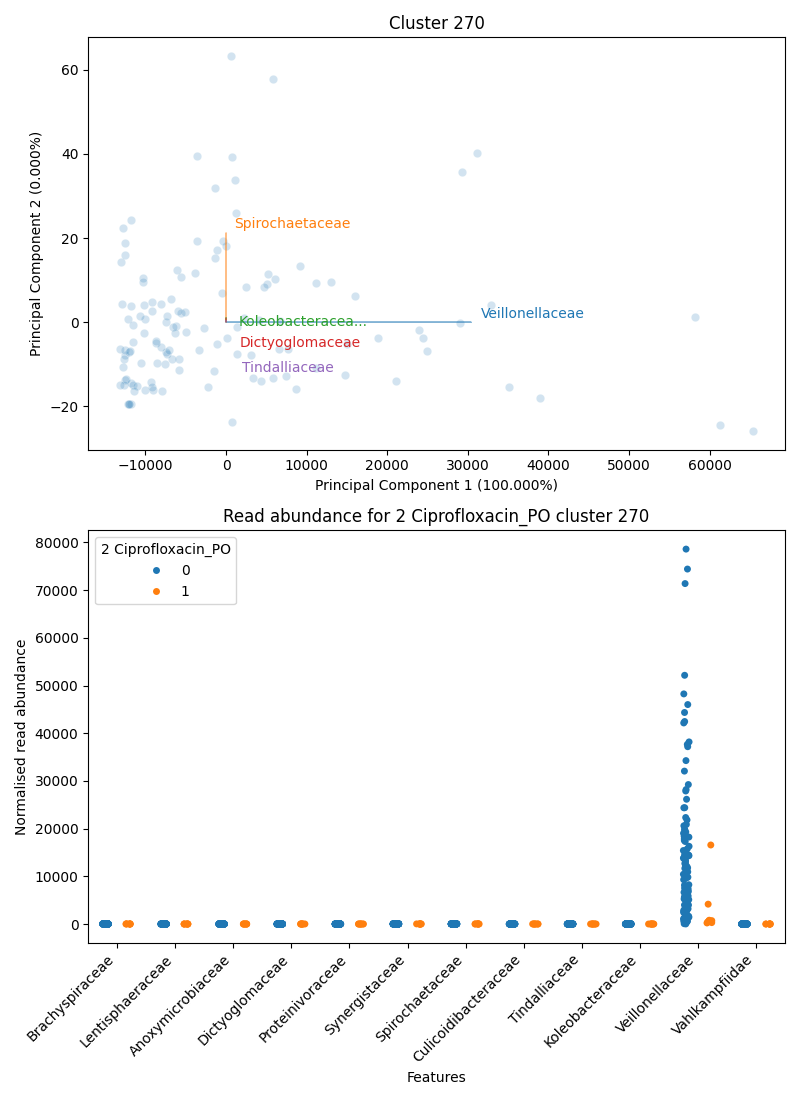 Cluster 270
Principal Component 2 (0.000%)
60
40
20
0
−20
Spirochaetaceae
Veillonellaceae
Koleobacteracea...
Dictyoglomaceae
Tindalliaceae
−10000 0 10000 20000 30000 40000 50000 60000
Principal Component 1 (100.000%)
Read abundance for 2 Ciprofloxacin_PO cluster 270
Normalised read abundance
80000
70000
60000
50000
40000
30000
20000
10000
0
2 Ciprofloxacin_PO
0
1
Brachyspiraceae
Lentisphaeraceae
Anoxymicrobiaceae
Dictyoglomaceae
Proteinivoraceae
Synergistaceae
Spirochaetaceae
Culicoidibacteraceae
Tindalliaceae
Koleobacteraceae
Veillonellaceae
Vahlkampfiidae
Features